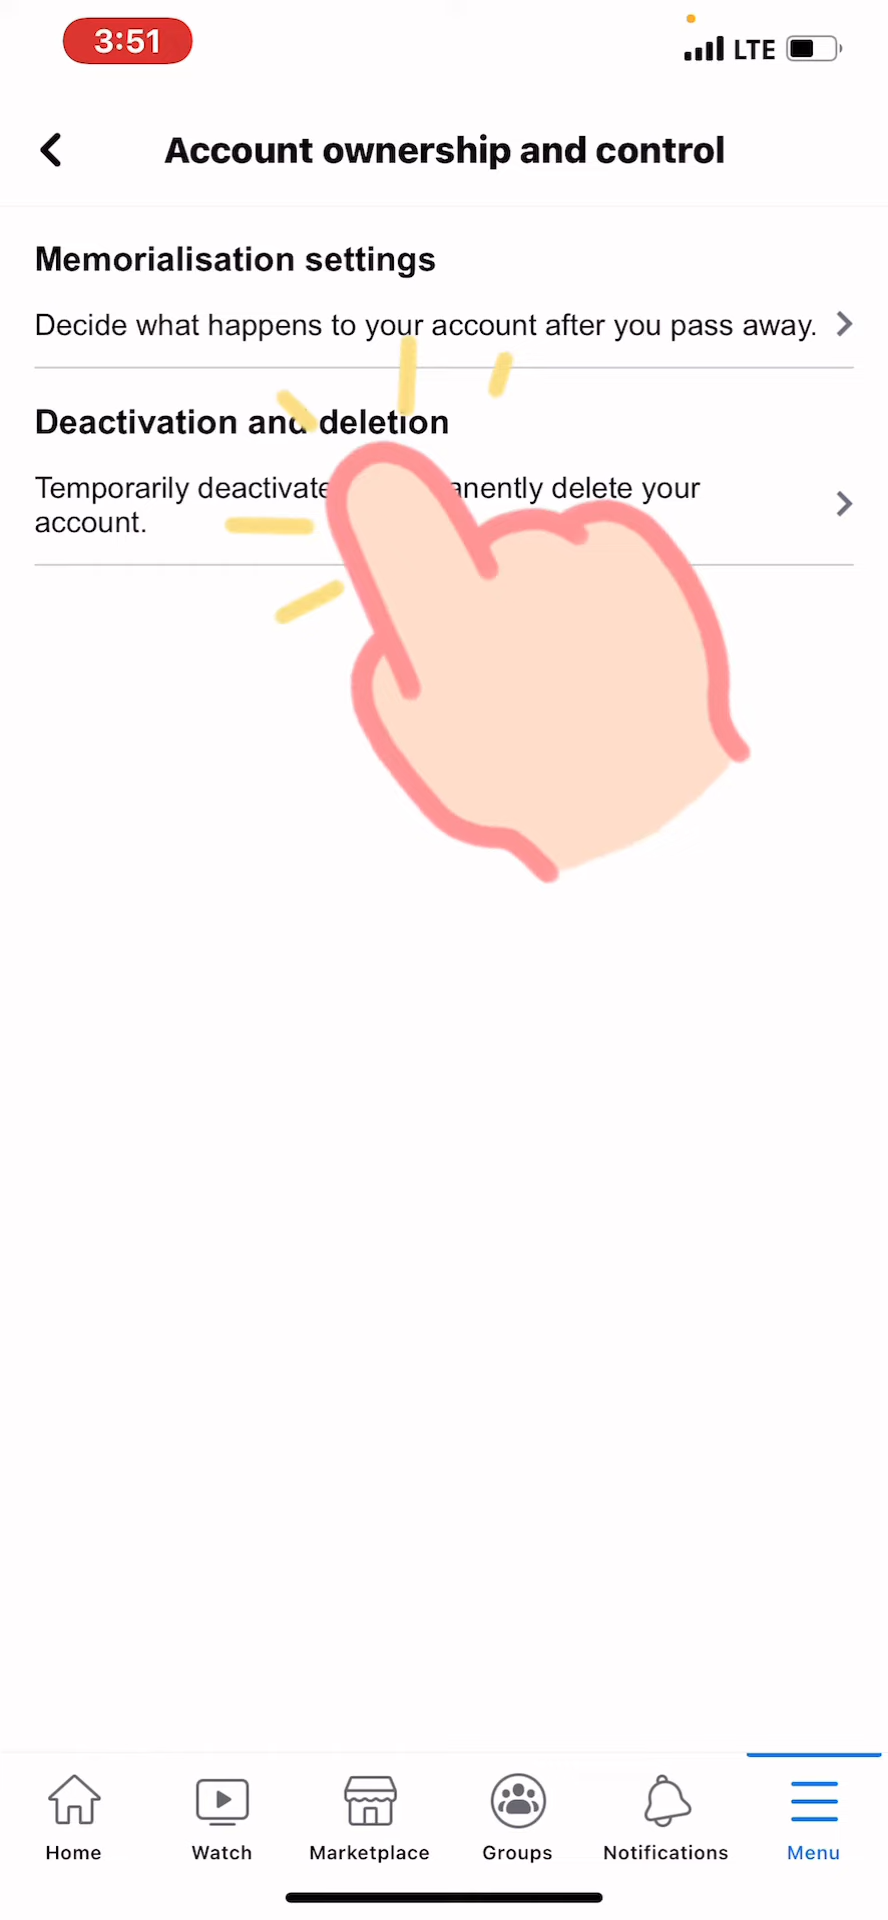 3:51
LTE
Account ownership and control
Memorialisation settings
Decide what happens to your account after you pass away.
Deactivation and deletion
Temporarily deactivate delete your
account.
Home
Watch
Marketplace
Groups
Notifications
Menu